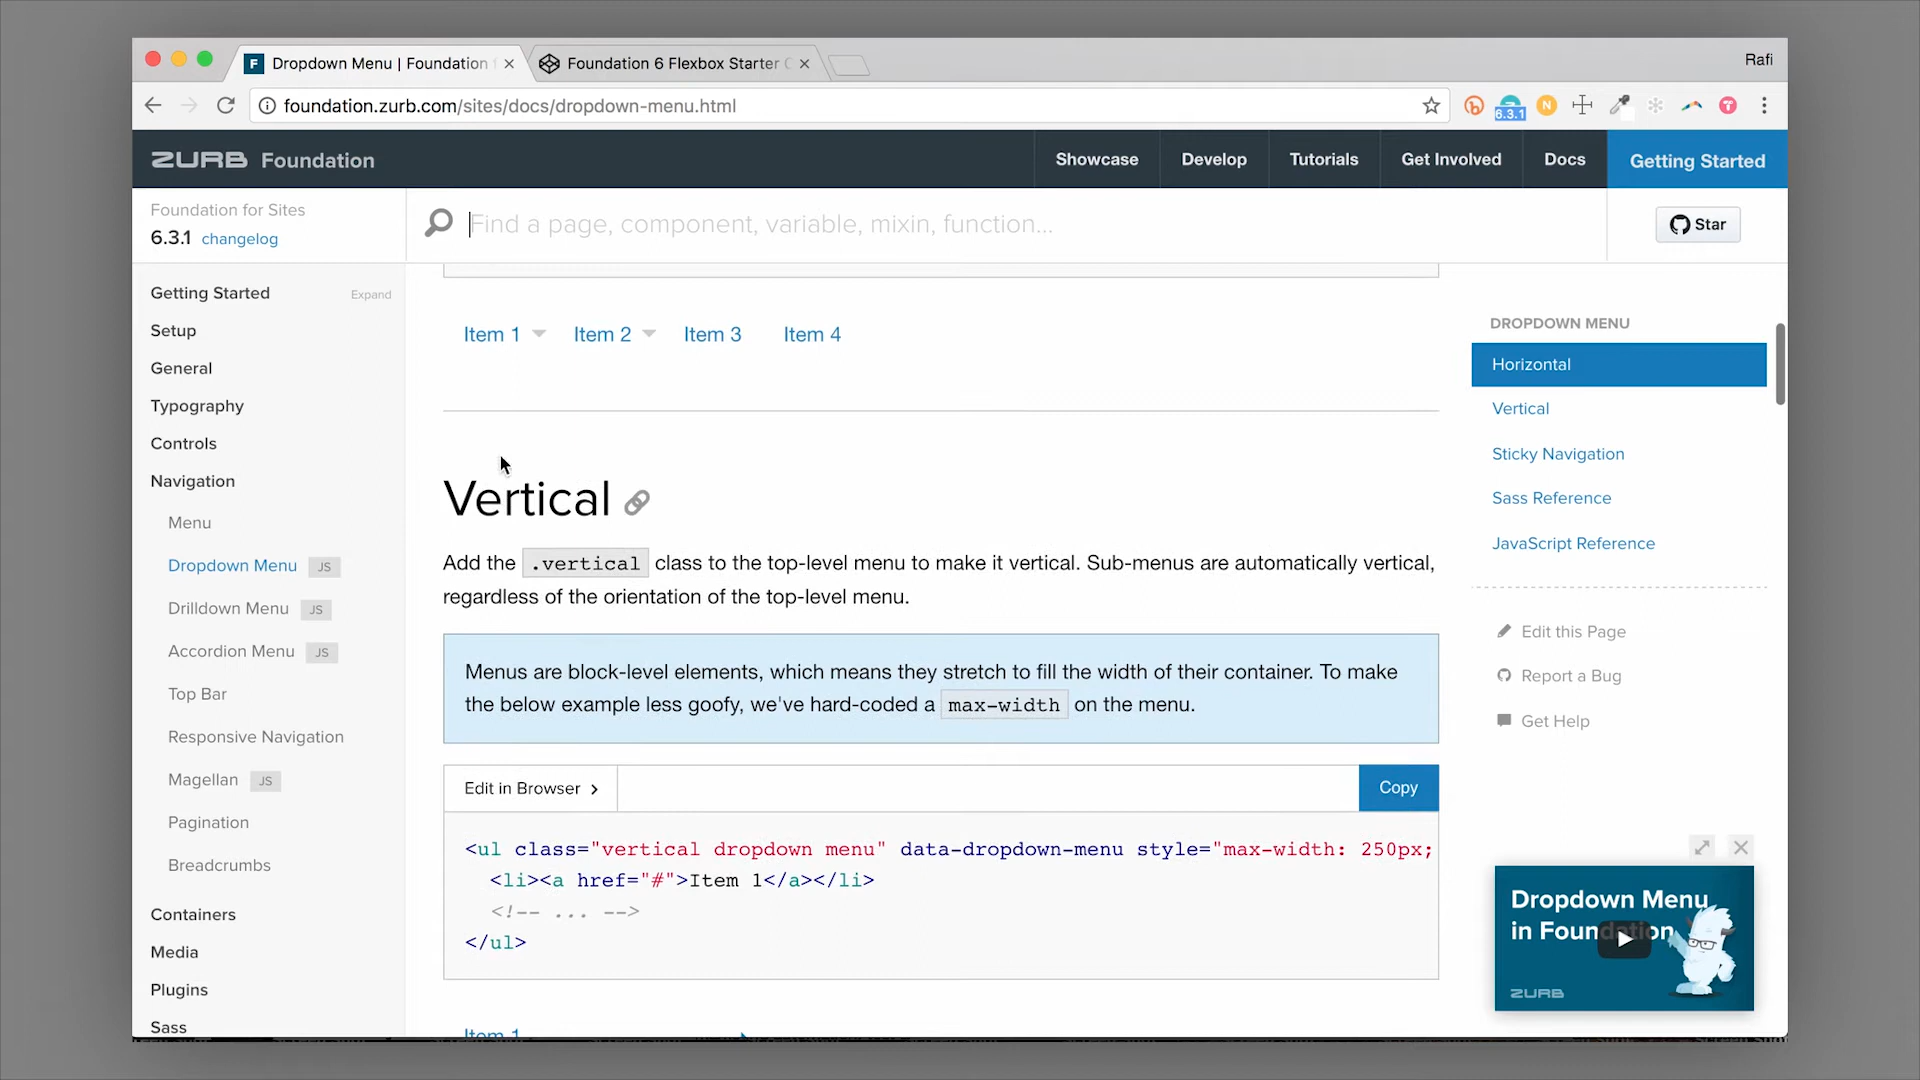 Dropdown Menu | Foundation f
Foundation 6 Flexbox Starter C
Rafi
foundation.zurb.com/sites/docs/dropdown-menu.html
6.3.1
ZURB Foundation
Showcase
Develop
Tutorials
Get Involved
Docs
Getting Started
Foundation for Sites
6.3.1 changelog
Find a page, component, variable, mixin, function...
Star
Getting Started
Expand
Setup
General
Typography
Controls
Navigation
Menu
Dropdown Menu JS
Drilldown Menu JS
Accordion Menu JS
Top Bar
Responsive Navigation
Magellan JS
Pagination
Breadcrumbs
Containers
Media
Plugins
Sass
Item 1
Item 2
Item 3
Item 4
Vertical
Add the .vertical class to the top-level menu to make it vertical. Sub-menus are automatically vertical,
regardless of the orientation of the top-level menu.
Menus are block-level elements, which means they stretch to fill the width of their container. To make
the below example less goofy, we've hard-coded a max-width on the menu.
Edit in Browser
Copy
<ul class="vertical dropdown menu" data-dropdown-menu style="max-width: 250px;
<li><a href="#">Item 1</a></li>
<!-- ... -->
</ul>
Item 1
DROPDOWN MENU
Horizontal
Vertical
Sticky Navigation
Sass Reference
JavaScript Reference
Edit this Page
Report a Bug
Get Help
Dropdown Menu
in Foundation
ZURB